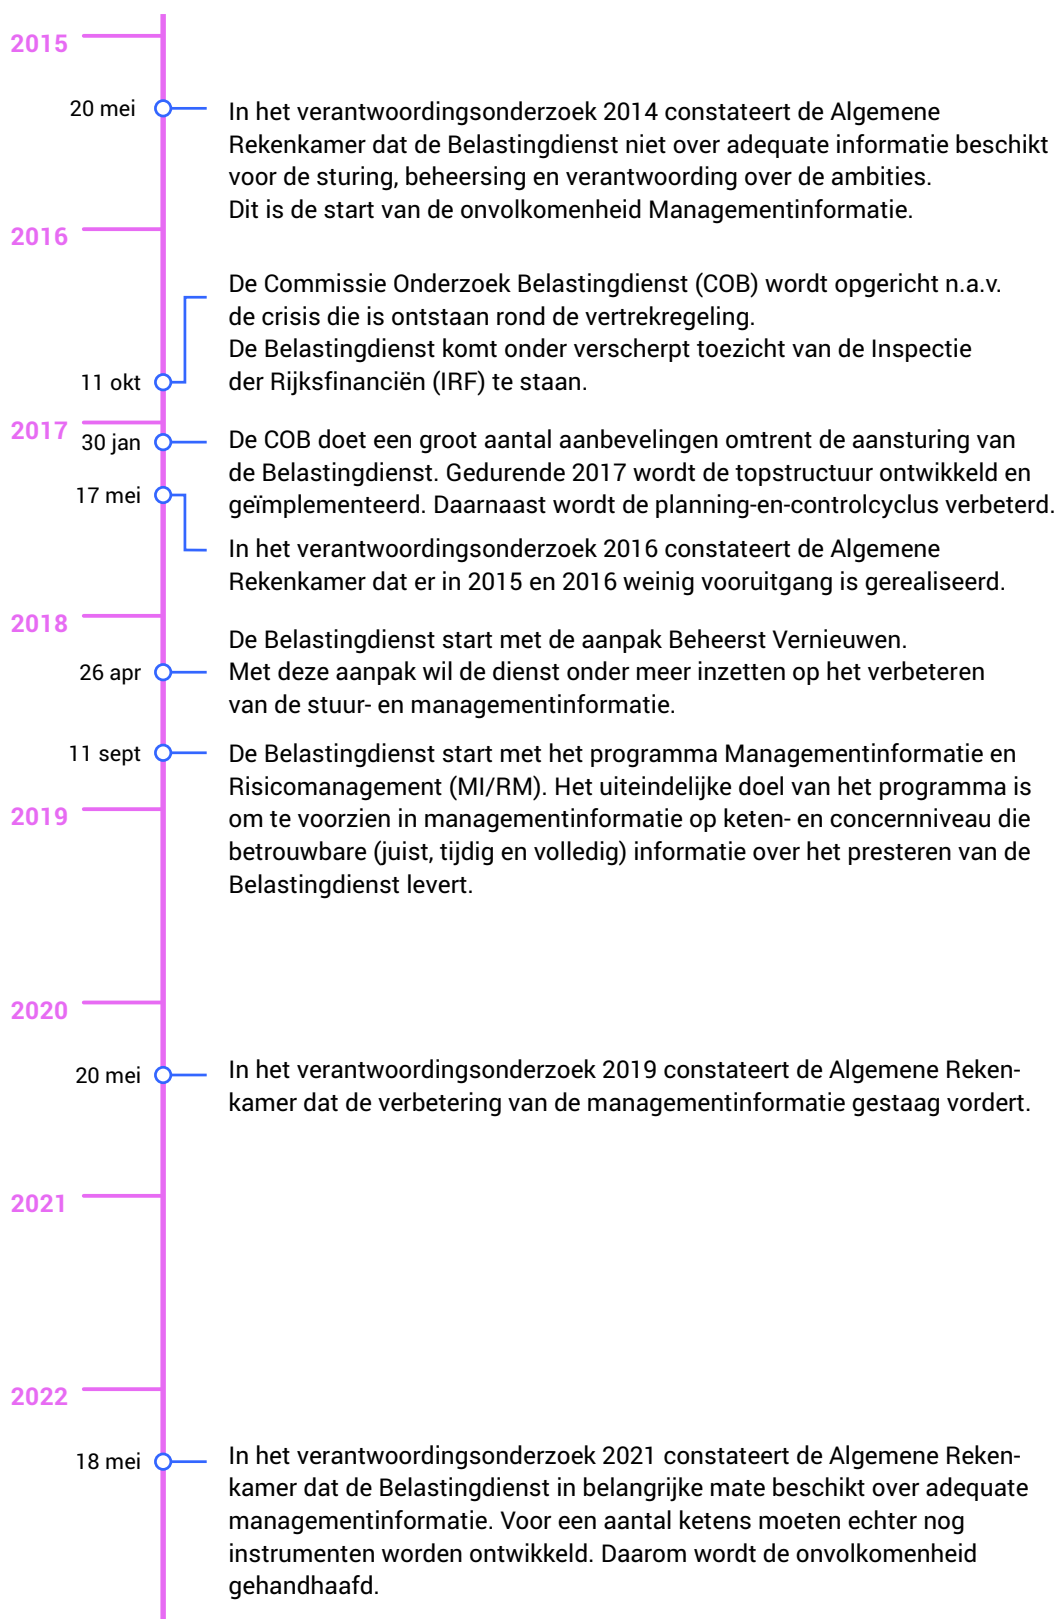 2015
20 mei
In het verantwoordingsonderzoek 2014 constateert de Algemene
Rekenkamer dat de Belastingdienst niet over adequate informatie beschikt
voor de sturing, beheersing en verantwoording over de ambities.
Dit is de start van de onvolkomenheid Managementinformatie.
2016
De Commissie Onderzoek Belastingdienst (COB) wordt opgericht n.a.v.
de crisis die is ontstaan rond de vertrekregeling.
De Belastingdienst komt onder verscherpt toezicht van de Inspectie
11 okt
der Rijksfinanciën (IRF) te staan.
2017
30 jan
De COB doet een groot aantal aanbevelingen omtrent de aansturing van
de Belastingdienst. Gedurende 2017 wordt de topstructuur ontwikkeld en
geïmplementeerd. Daarnaast wordt de planning-en-controlcyclus verbeterd.
17 mei
In het verantwoordingsonderzoek 2016 constateert de Algemene
Rekenkamer dat er in 2015 en 2016 weinig vooruitgang is gerealiseerd.
2018
De Belastingdienst start met de aanpak Beheerst Vernieuwen.
26 apr
Met deze aanpak wil de dienst onder meer inzetten op het verbeteren
van de stuur- en managementinformatie.
11 sept
De Belastingdienst start met het programma Managementinformatie en
Risicomanagement (MI/RM). Het uiteindelijke doel van het programma is
2019
om te voorzien in managementinformatie op keten- en concernniveau die
betrouwbare (juist, tijdig en volledig) informatie over het presteren van de
Belastingdienst levert.
2020
20 mei
In het verantwoordingsonderzoek 2019 constateert de Algemene Reken-
kamer dat de verbetering van de managementinformatie gestaag vordert.
2021
2022
18 mei
In het verantwoordingsonderzoek 2021 constateert de Algemene Reken-
kamer dat de Belastingdienst in belangrijke mate beschikt over adequate
managementinformatie. Voor een aantal ketens moeten echter nog
instrumenten worden ontwikkeld. Daarom wordt de onvolkomenheid
gehandhaafd.